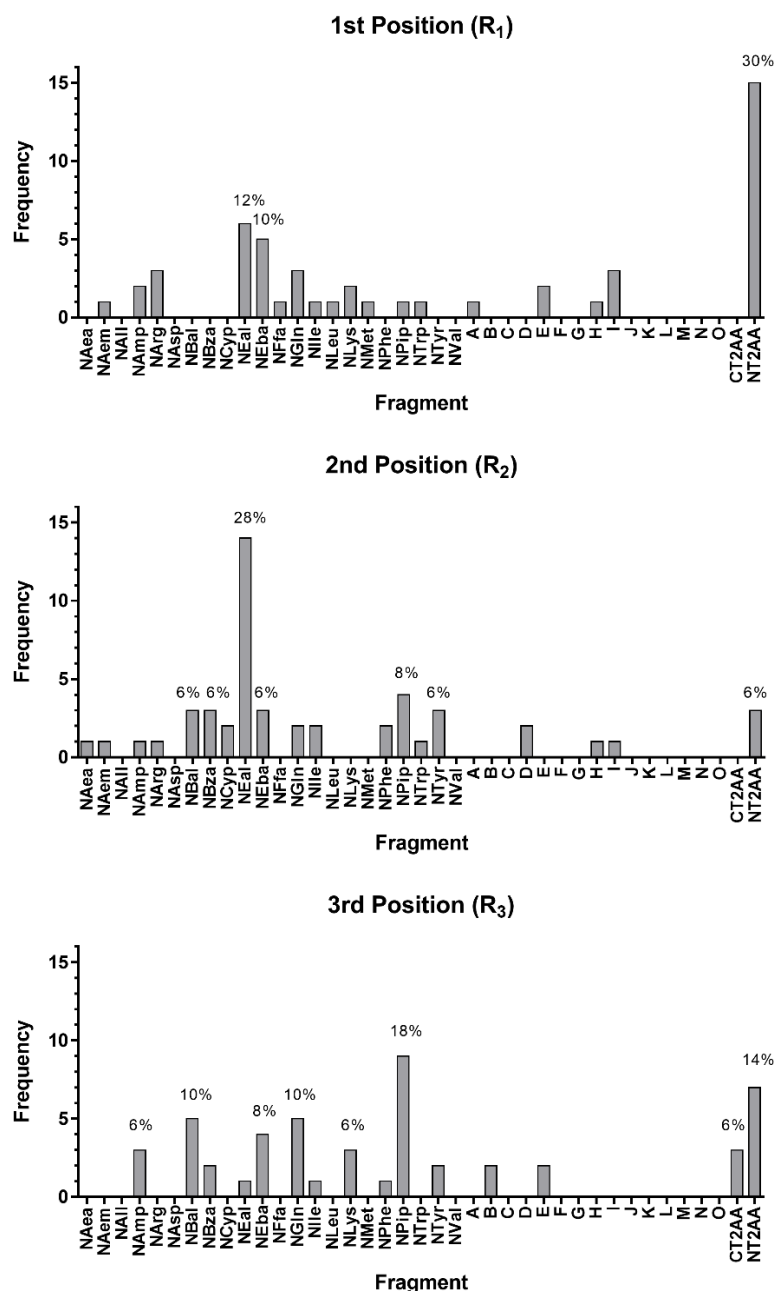 1st Position (R₁)
30%
15
12%
10%
10
5
0
Frequency
NAea NAem NAll NAmp NArg NAsp NBal NBza NCyp NEal NEba NFfa NGln NIle NLeu NLys NMet NPhe NPip NTrp NTyr NVal A B C D E F G H I J K L M N O CT2AA NT2AA
Fragment
2nd Position (R₂)
28%
15
10
8%
6% 6% 6% 6% 6%
5
0
Frequency
NAea NAem NAll NAmp NArg NAsp NBal NBza NCyp NEal NEba NFfa NGln NIle NLeu NLys NMet NPhe NPip NTrp NTyr NVal A B C D E F G H I J K L M N O CT2AA NT2AA
Fragment
3rd Position (R₃)
15
18%
14%
10
10% 10%
8%
6% 6% 6%
5
0
Frequency
NAea NAem NAll NAmp NArg NAsp NBal NBza NCyp NEal NEba NFfa NGln NIle NLeu NLys NMet NPhe NPip NTrp NTyr NVal A B C D E F G H I J K L M N O CT2AA NT2AA
Fragment